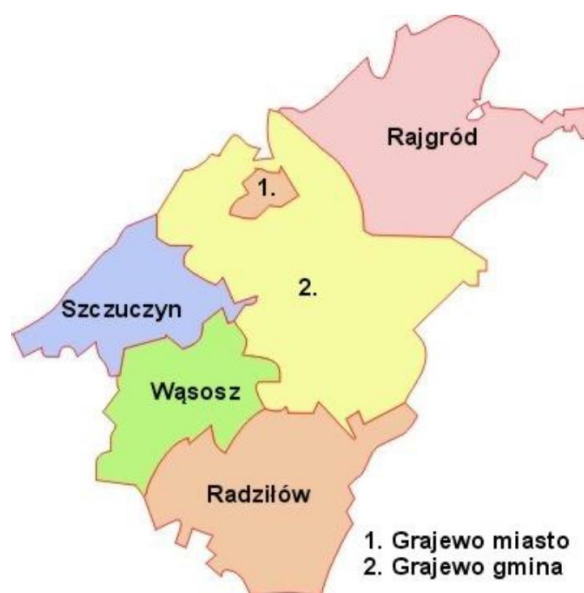 Rajgród
1.
2.
Szczuczyn
Wąsosz
Radziłów
1. Grajewo miasto
2. Grajewo gmina